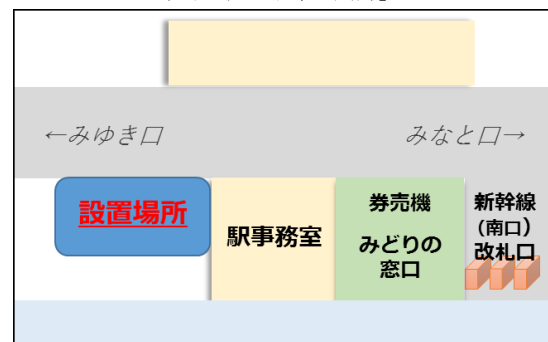 ←みゆき口
みなと口→
設置場所
駅事務室
券売機
みどりの
窓口
新幹線
(南口)
改札口